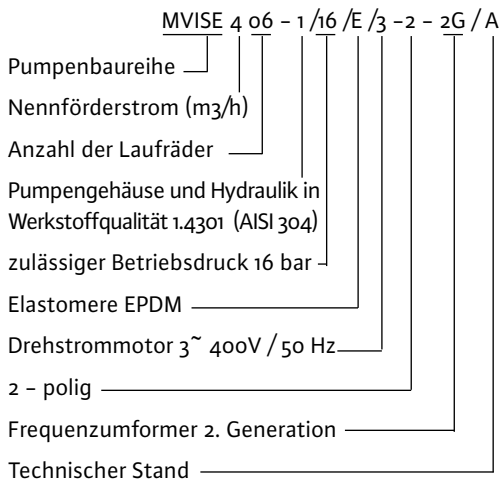 MVISE 4 06 - 1 /16 /E /3 -2 - 2G / A
Pumpenbaureihe
Nennförderstrom (m3/h)
Anzahl der Laufräder
Pumpengehäuse und Hydraulik in
Werkstoffqualität 1.4301 (AISI 304)
zulässiger Betriebsdruck 16 bar
Elastomere EPDM
Drehstrommotor 3~ 400V / 50 Hz
2 - polig
Frequenzumformer 2. Generation
Technischer Stand